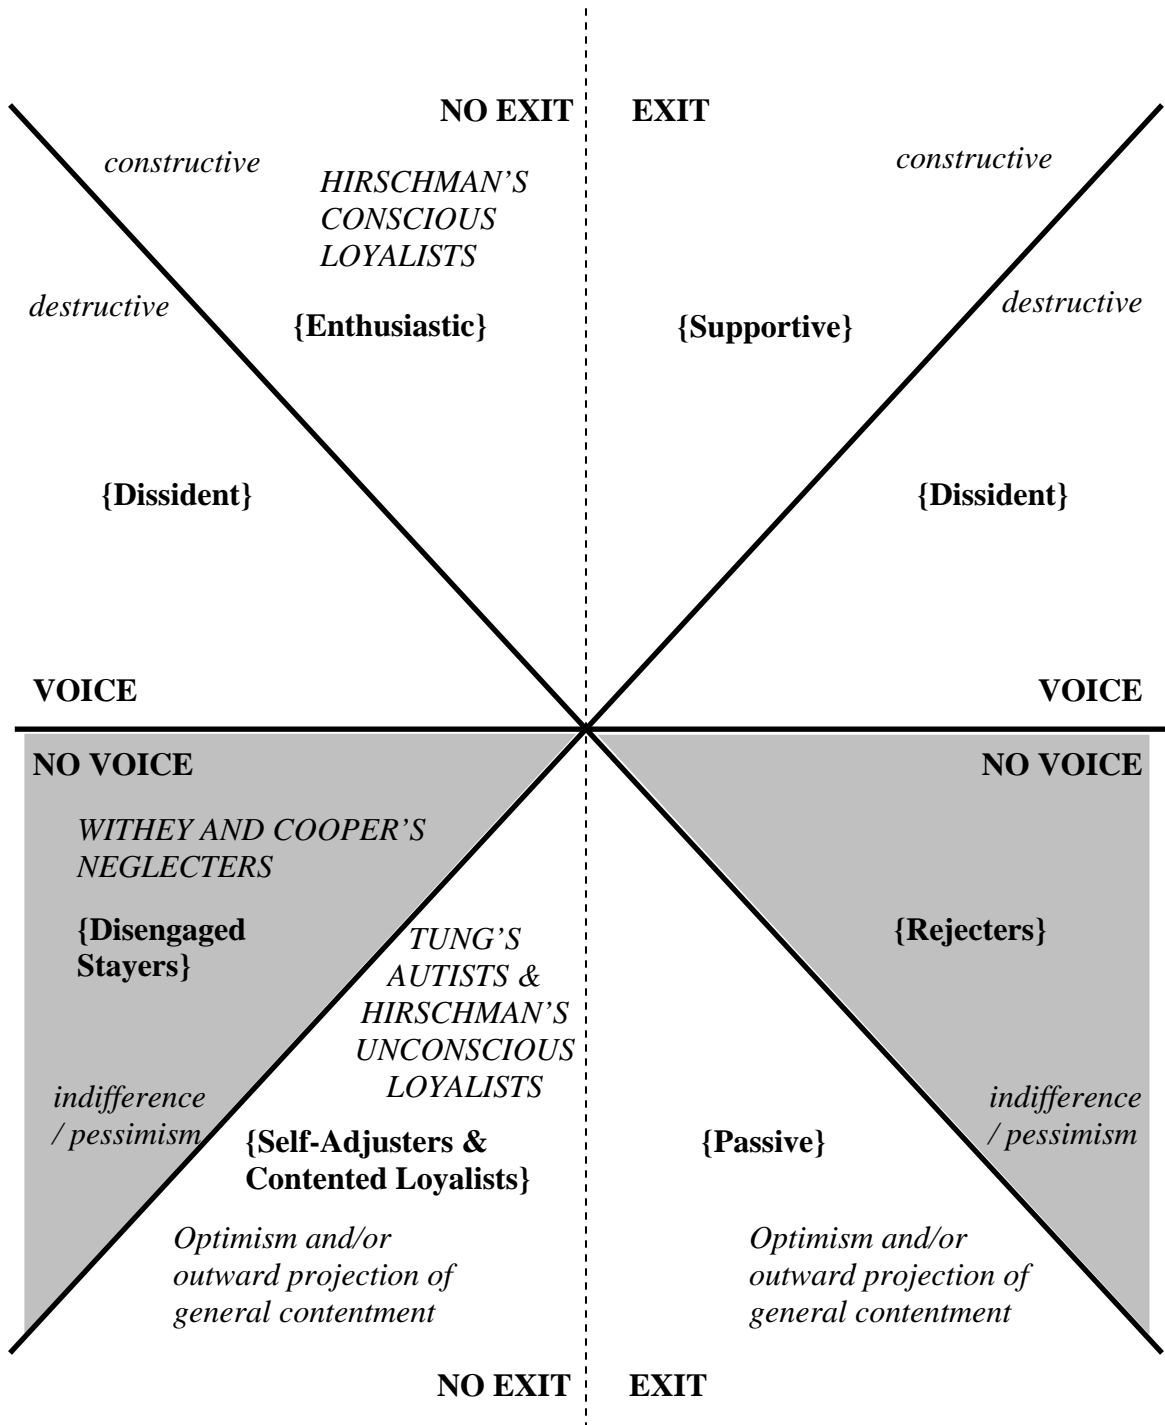 NO EXIT
EXIT
constructive
constructive
HIRSCHMAN'S
CONSCIOUS
LOYALISTS
destructive
destructive
{Enthusiastic}
{Supportive}
{Dissident}
{Dissident}
VOICE
VOICE
NO VOICE
NO VOICE
WITHEY AND COOPER'S
NEGLECTERS
{Disengaged
Stayers}
{Rejecters}
TUNG'S
AUTISTS &
HIRSCHMAN'S
UNCONSCIOUS
LOYALISTS
indifference
/ pessimism
indifference
/ pessimism
{Self-Adjusters &
Contented Loyalists}
{Passive}
Optimism and/or
outward projection of
general contentment
Optimism and/or
outward projection of
general contentment
NO EXIT
EXIT